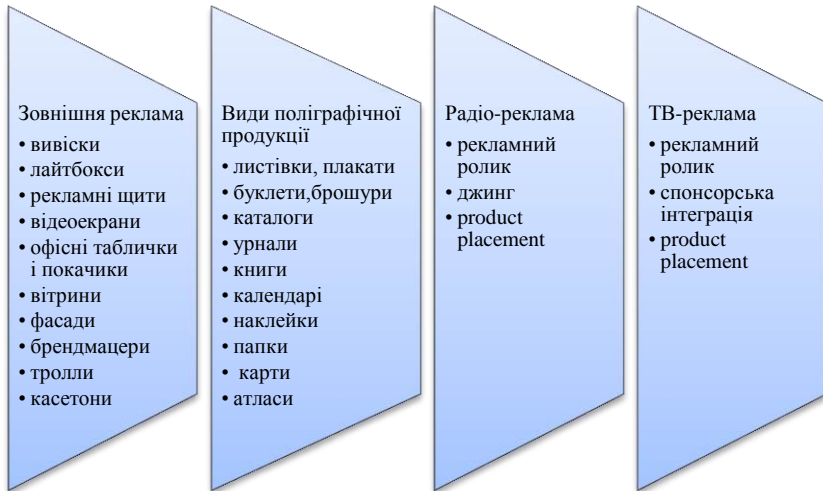 Зовнішня реклама
• вивіски
• лайтбокси
• рекламні щити
• відеоекрани
• офісні таблички
і покачики
• вітрини
• фасади
• брендмацери
• тролли
• касетони
Види поліграфічної
продукції
• листівки, плакати
• буклети,брошури
• каталоги
• урнали
• книги
• календарі
• наклейки
• папки
• карти
• атласи
Радіо-реклама
• рекламний
ролик
• джинг
• product
placement
ТВ-реклама
• рекламний
ролик
• спонсорська
інтеграція
• product
placement